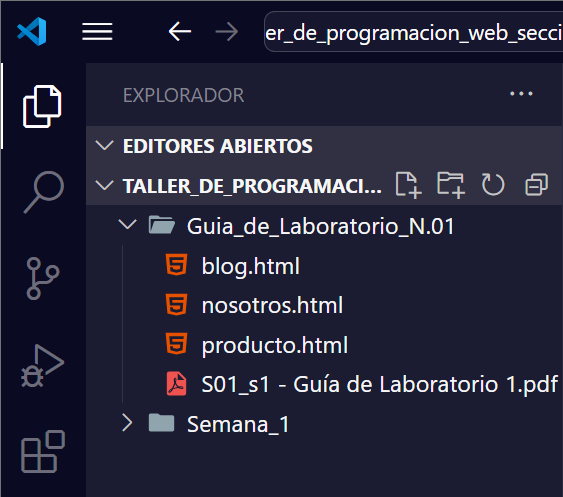 er_de_programacion_web_secci
EXPLORADOR
EDITORES ABIERTOS
TALLER_DE_PROGRAMACI...
Guia_de_Laboratorio_N.01
blog.html
nosotros.html
producto.html
S01_s1 - Guía de Laboratorio 1.pdf
Semana_1